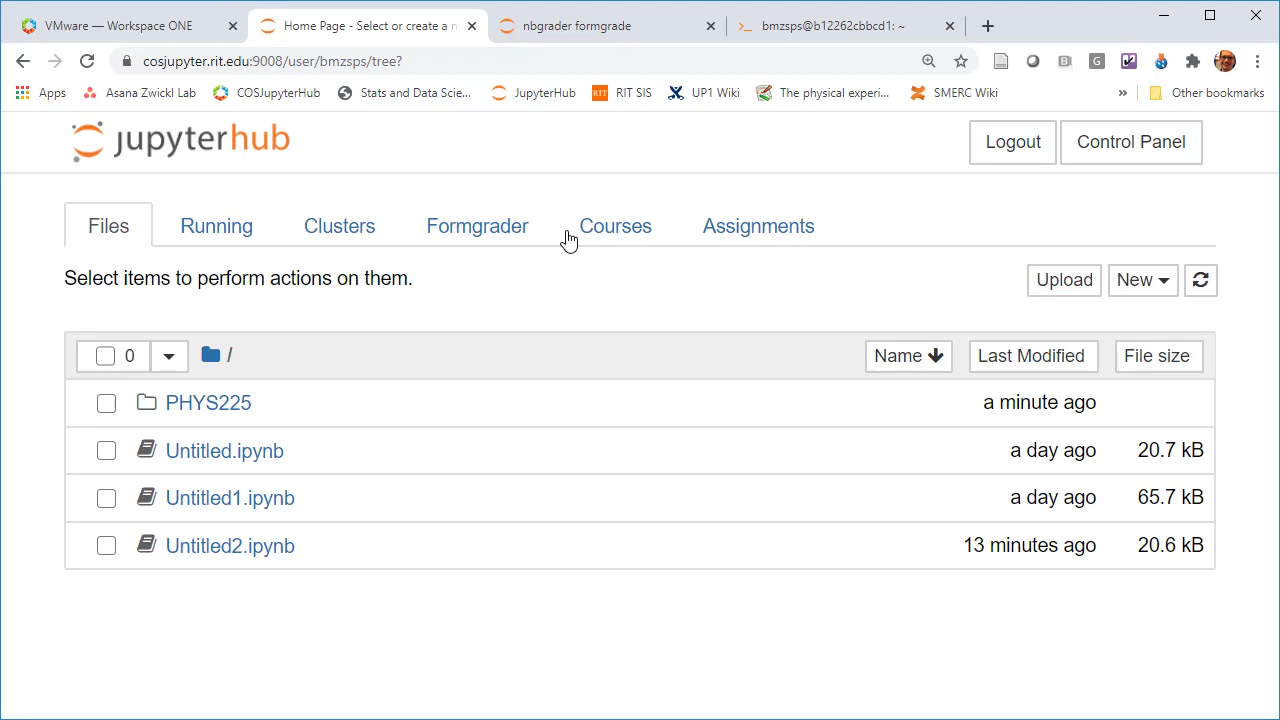 VMware — Workspace ONE
Home Page - Select or create a n
nbgrader formgrade
bmzsps@b12262cbbcd1: ~
cosjupyter.rit.edu:9008/user/bmzsps/tree?
Apps
Asana Zwickl Lab
COSJupyterHub
Stats and Data Scie...
JupyterHub
RIT SIS
UP1 Wiki
The physical experi...
SMERC Wiki
»
Other bookmarks
jupyterhub
Logout
Control Panel
Files
Running
Clusters
Formgrader
Courses
Assignments
Select items to perform actions on them.
Upload
New
0
/
Name
Last Modified
File size
PHYS225
a minute ago
Untitled.ipynb
a day ago
20.7 kB
Untitled1.ipynb
a day ago
65.7 kB
Untitled2.ipynb
13 minutes ago
20.6 kB